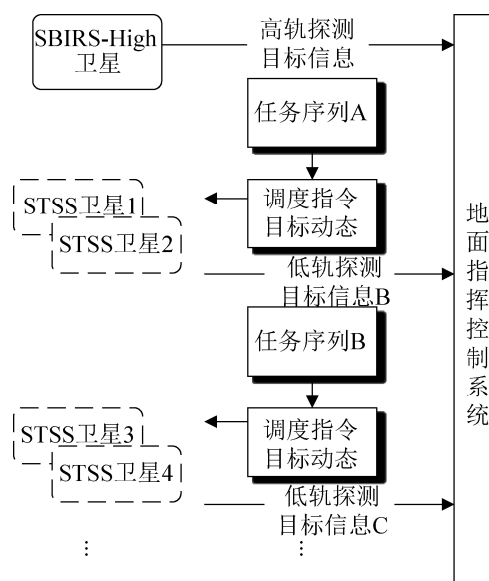 SBIRS-High
卫星
高轨探测
目标信息
任务序列A
调度指令
目标动态
STSS卫星1
STSS卫星2
低轨探测
目标信息B
任务序列B
调度指令
目标动态
STSS卫星3
STSS卫星4
低轨探测
目标信息C
⋮
⋮
地
面
指
挥
控
制
系
统